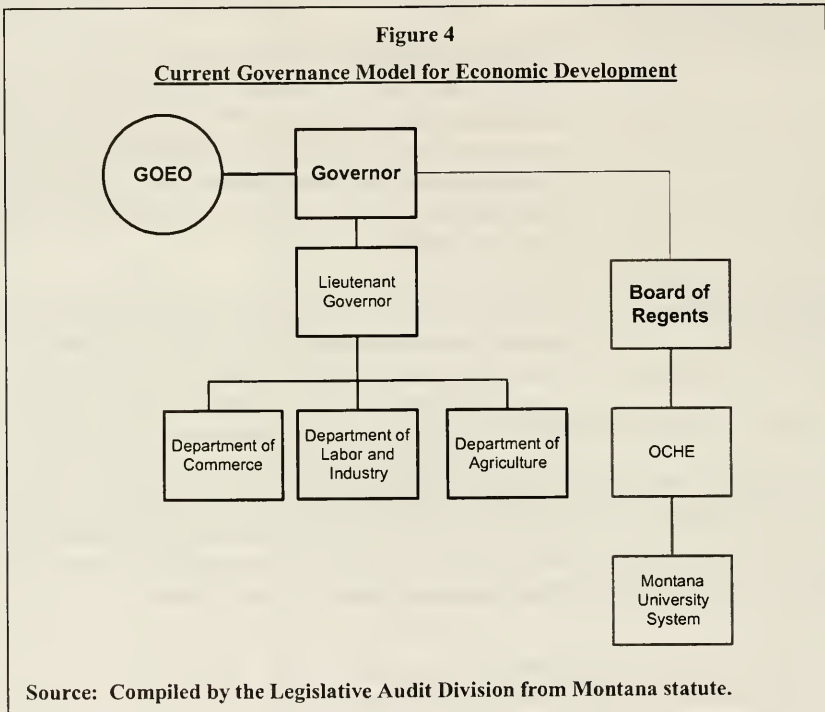 Figure 4
Current Governance Model for Economic Development
GOEO
Governor
Lieutenant
Governor
Board of
Regents
Department of
Commerce
Department of
Labor and
Industry
Department of
Agriculture
OCHE
Montana
University
System
Source: Compiled by the Legislative Audit Division from Montana statute.